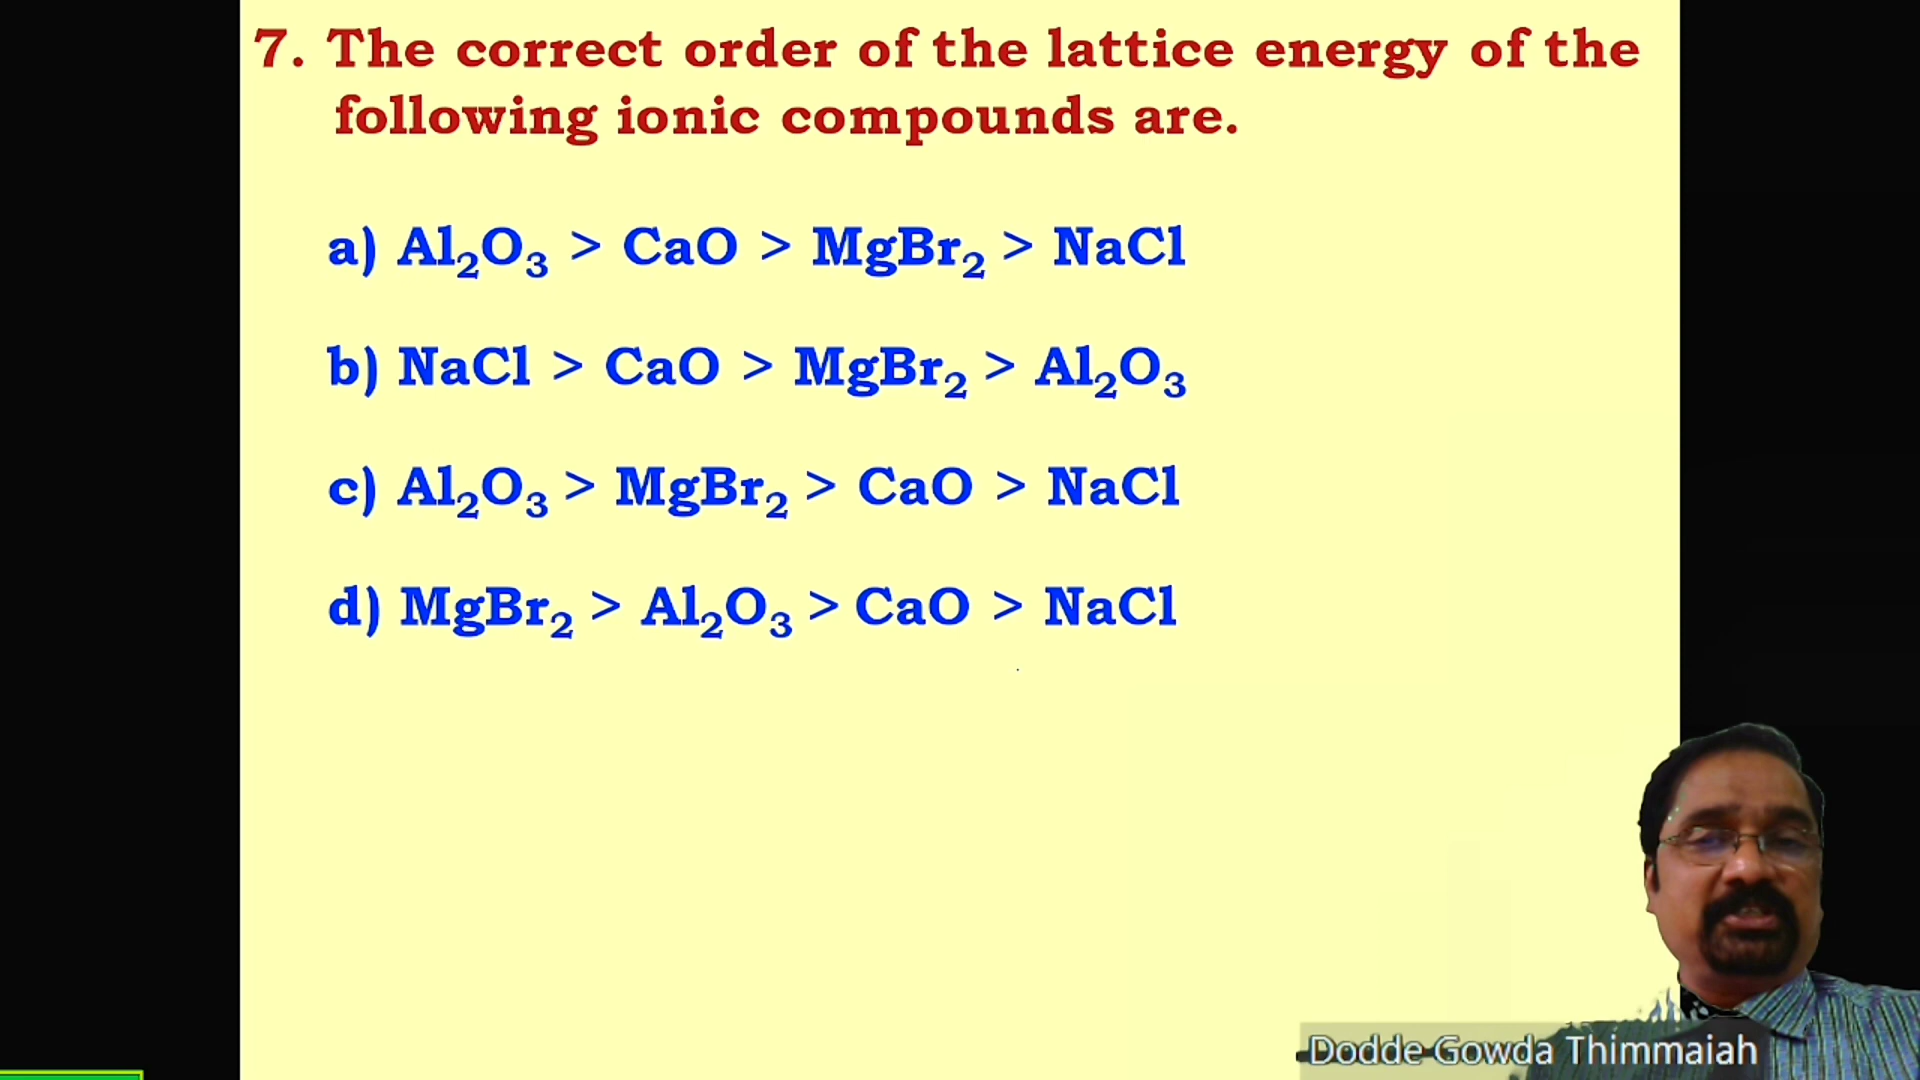 7. The correct order of the lattice energy of the
following ionic compounds are.
a) Al₂O₃ > CaO > MgBr₂ > NaCl
b) NaCl > CaO > MgBr₂ > Al₂O₃
c) Al₂O₃ > MgBr₂ > CaO > NaCl
d) MgBr₂ > Al₂O₃ > CaO > NaCl
Dodde Gowda Thimmaiah